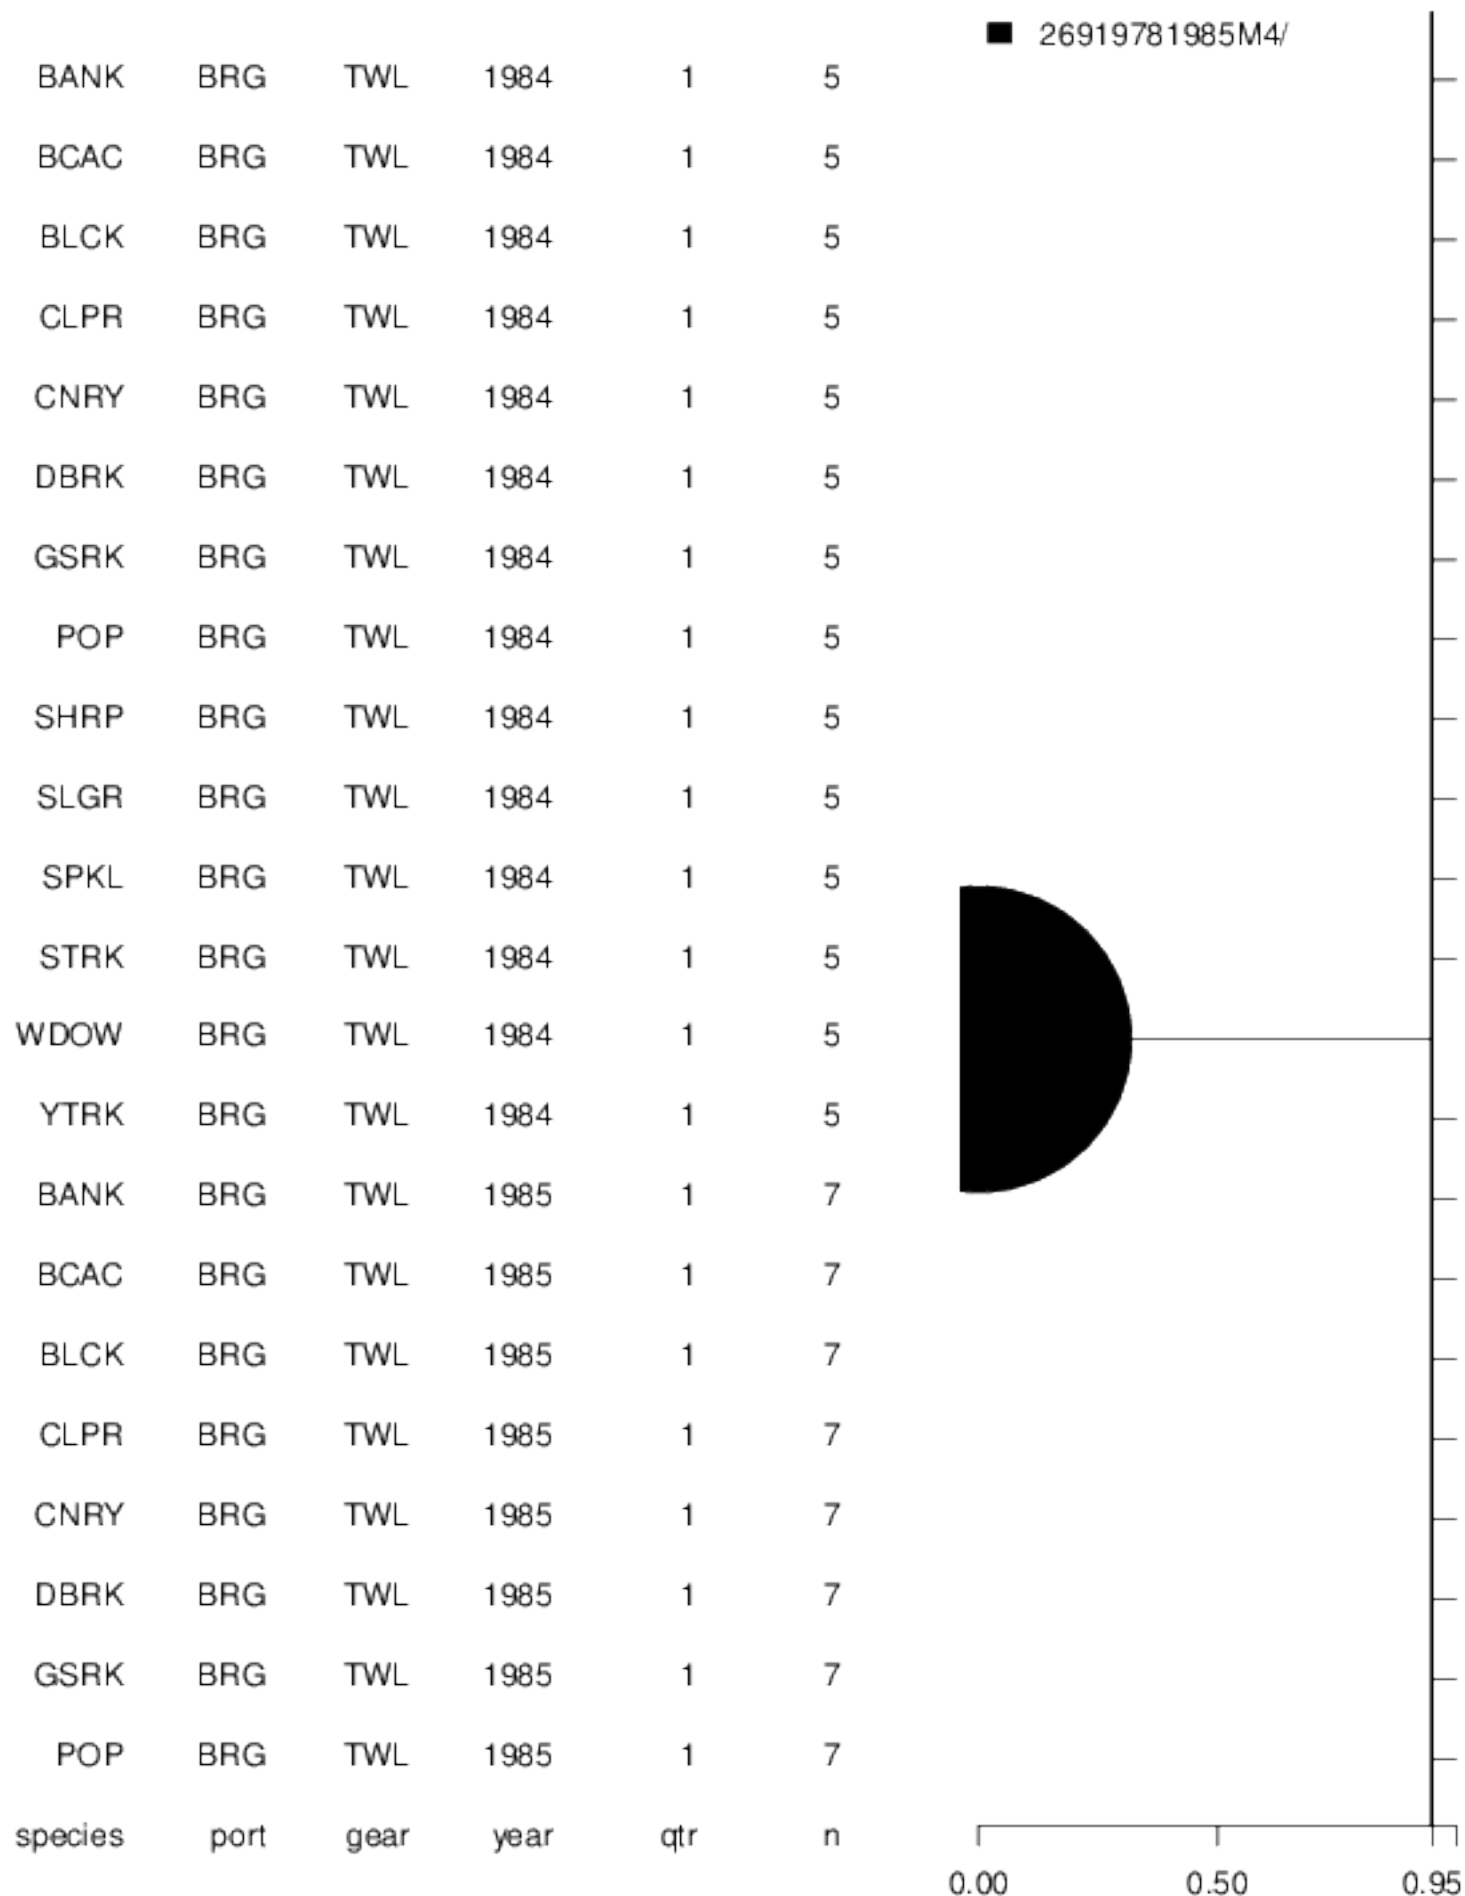 26919781985M4/
BANK BRG TWL 1984 1 5
BCAC BRG TWL 1984 1 5
BLCK BRG TWL 1984 1 5
CLPR BRG TWL 1984 1 5
CNRY BRG TWL 1984 1 5
DBRK BRG TWL 1984 1 5
GSRK BRG TWL 1984 1 5
POP BRG TWL 1984 1 5
SHRP BRG TWL 1984 1 5
SLGR BRG TWL 1984 1 5
SPKL BRG TWL 1984 1 5
STRK BRG TWL 1984 1 5
WDOW BRG TWL 1984 1 5
YTRK BRG TWL 1984 1 5
BANK BRG TWL 1985 1 7
BCAC BRG TWL 1985 1 7
BLCK BRG TWL 1985 1 7
CLPR BRG TWL 1985 1 7
CNRY BRG TWL 1985 1 7
DBRK BRG TWL 1985 1 7
GSRK BRG TWL 1985 1 7
POP BRG TWL 1985 1 7
species port gear year qtr n
0.00 0.50 0.95